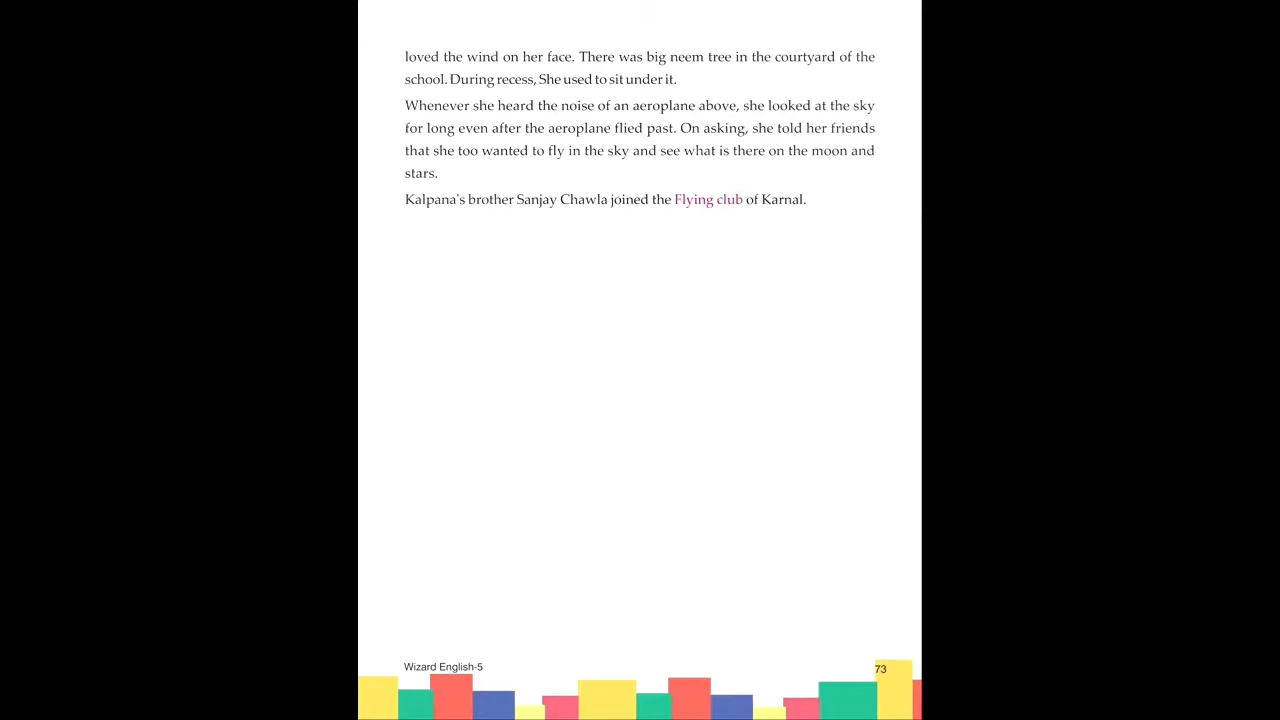 loved the wind on her face. There was big neem tree in the courtyard of the
school. During recess, She used to sit under it.
Whenever she heard the noise of an aeroplane above, she looked at the sky
for long even after the aeroplane flied past. On asking, she told her friends
that she too wanted to fly in the sky and see what is there on the moon and
stars.
Kalpana's brother Sanjay Chawla joined the Flying club of Karnal.
Wizard English-5
73